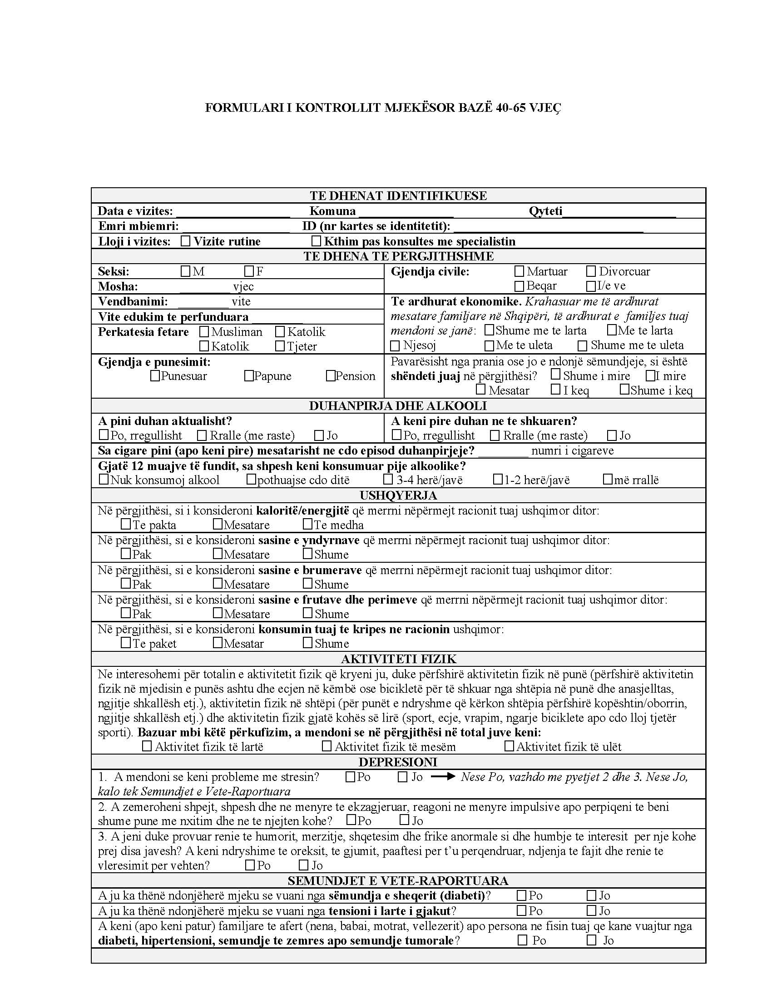 FORMULARI I KONTROLLIT MJEKËSOR BAZË 40-65 VJEÇ
TE DHENAT IDENTIFIKUESE
Data e vizites: __________________ Komuna _______________ Qyteti__________________
Emri mbiemri: _________________ ID (nr kartes se identitetit): ______________________________
Lloji i vizites: ☐ Vizite rutine ☐ Kthim pas konsultes me specialistin
TE DHENA TE PERGJITHSHME
Seksi: ☐ M ☐ F
Mosha: ________ vjec
Gjendja civile: ☐ Martuar ☐ Divorcuar
☐ Beqar ☐ I/e ve
Vendbanimi: ________ vite
Vite edukim te perfunduara ________
Perkatesia fetare ☐ Musliman ☐ Katolik
☐ Katolik ☐ Tjeter
Te ardhurat ekonomike. Krahasuar me të ardhurat
mesatare familjare në Shqipëri, të ardhurat e familjes tuaj
mendoni se janë: ☐ Shume me te larta ☐ Me te larta
☐ Njesoj ☐ Me te uleta ☐ Shume me te uleta
Gjendja e punesimit:
☐ Punesuar ☐ Papune ☐ Pension
Pavarësisht nga prania ose jo e ndonjë sëmundjeje, si është
shëndeti juaj në përgjithësi? ☐ Shume i mire ☐ I mire
☐ Mesatar ☐ I keq ☐ Shume i keq
DUHANPIRJA DHE ALKOOLI
A pini duhan aktualisht?
☐ Po, rregullisht ☐ Rralle (me raste) ☐ Jo
A keni pire duhan ne te shkuaren?
☐ Po, rregullisht ☐ Rralle (me raste) ☐ Jo
Sa cigare pini (apo keni pire) mesatarisht ne cdo episod duhanpirjeje? ________ numri i cigareve
Gjatë 12 muajve të fundit, sa shpesh keni konsumuar pije alkoolike?
☐ Nuk konsumoj alkool ☐ pothuajse cdo ditë ☐ 3-4 herë/javë ☐ 1-2 herë/javë ☐ më rrallë
USHQYERJA
Në përgjithësi, si i konsideroni kaloritë/energjitë që merrni nëpërmejt racionit tuaj ushqimor ditor:
☐ Te pakta ☐ Mesatare ☐ Te medha
Në përgjithësi, si e konsideroni sasine e yndyrnave që merrni nëpërmejt racionit tuaj ushqimor ditor:
☐ Pak ☐ Mesatare ☐ Shume
Në përgjithësi, si e konsideroni sasine e brumerave që merrni nëpërmejt racionit tuaj ushqimor ditor:
☐ Pak ☐ Mesatare ☐ Shume
Në përgjithësi, si e konsideroni sasine e frutave dhe perimeve që merrni nëpërmejt racionit tuaj ushqimor ditor:
☐ Pak ☐ Mesatare ☐ Shume
Në përgjithësi, si e konsideroni konsumin tuaj te kripes ne racionin ushqimor:
☐ Te paket ☐ Mesatar ☐ Shume
AKTIVITETI FIZIK
Ne interesohemi për totalin e aktivitetit fizik që kryeni ju, duke përfshirë aktivitetin fizik në punë (përfshirë aktivitetin
fizik në mjedisin e punës ashtu dhe ecjen në këmbë ose bicikletë për të shkuar nga shtëpia në punë dhe anasjelltas,
ngjitje shkallësh etj.), aktivitetin fizik në shtëpi (për punët e ndryshme që kërkon shtëpia përfshirë kopështin/oborrin,
ngjitje shkallësh etj.) dhe aktivitetin fizik gjatë kohës së lirë (sport, ecje, vrapim, ngarje biciklete apo cdo lloj tjetër
sporti). Bazuar mbi këtë përkufizim, a mendoni se në përgjithësi në total juve keni:
☐ Aktivitet fizik të lartë ☐ Aktivitet fizik të mesëm ☐ Aktivitet fizik të ulët
DEPRESIONI
1. A mendoni se keni probleme me stresin? ☐ Po ☐ Jo → Nese Po, vazhdo me pyetjet 2 dhe 3. Nese Jo,
kalo tek Semundjet e Vete-Raportuara
2. A zemeroheni shpejt, shpesh dhe ne menyre te ekzagjeruar, reagoni ne menyre impulsive apo perpiqeni te beni
shume pune me nxitim dhe ne te njejten kohe? ☐ Po ☐ Jo
3. A jeni duke provuar renie te humorit, merzitje, shqetesim dhe frike anormale si dhe humbje te interesit per nje kohe
prej disa javesh? A keni ndryshime te oreksit, te gjumit, paaftesi per t’u perqendruar, ndjenja te fajit dhe renie te
vleresimit per vehten? ☐ Po ☐ Jo
SEMUNDJET E VETE-RAPORTUARA
A ju ka thënë ndonjëherë mjeku se vuani nga sëmundja e sheqerit (diabeti)? ☐ Po ☐ Jo
A ju ka thënë ndonjëherë mjeku se vuani nga tensioni i larte i gjakut? ☐ Po ☐ Jo
A keni (apo keni patur) familjare te afert (nena, babai, motrat, vellezerit) apo persona ne fisin tuaj qe kane vuajtur nga
diabeti, hipertensioni, semundje te zemres apo semundje tumorale? ☐ Po ☐ Jo